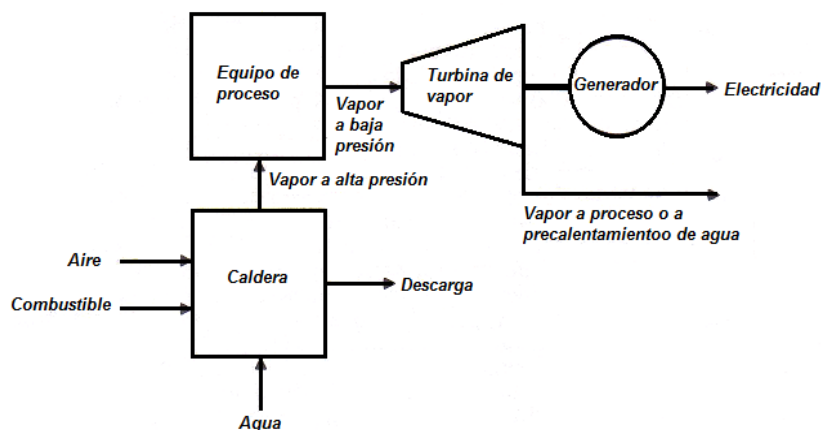 Equipo de
proceso
Turbina de
vapor
Generador
Electricidad
Vapor
a baja
presión
Vapor a alta presión
Vapor a proceso o a
precalentamientoo de agua
Aire
Caldera
Descarga
Combustible
Agua